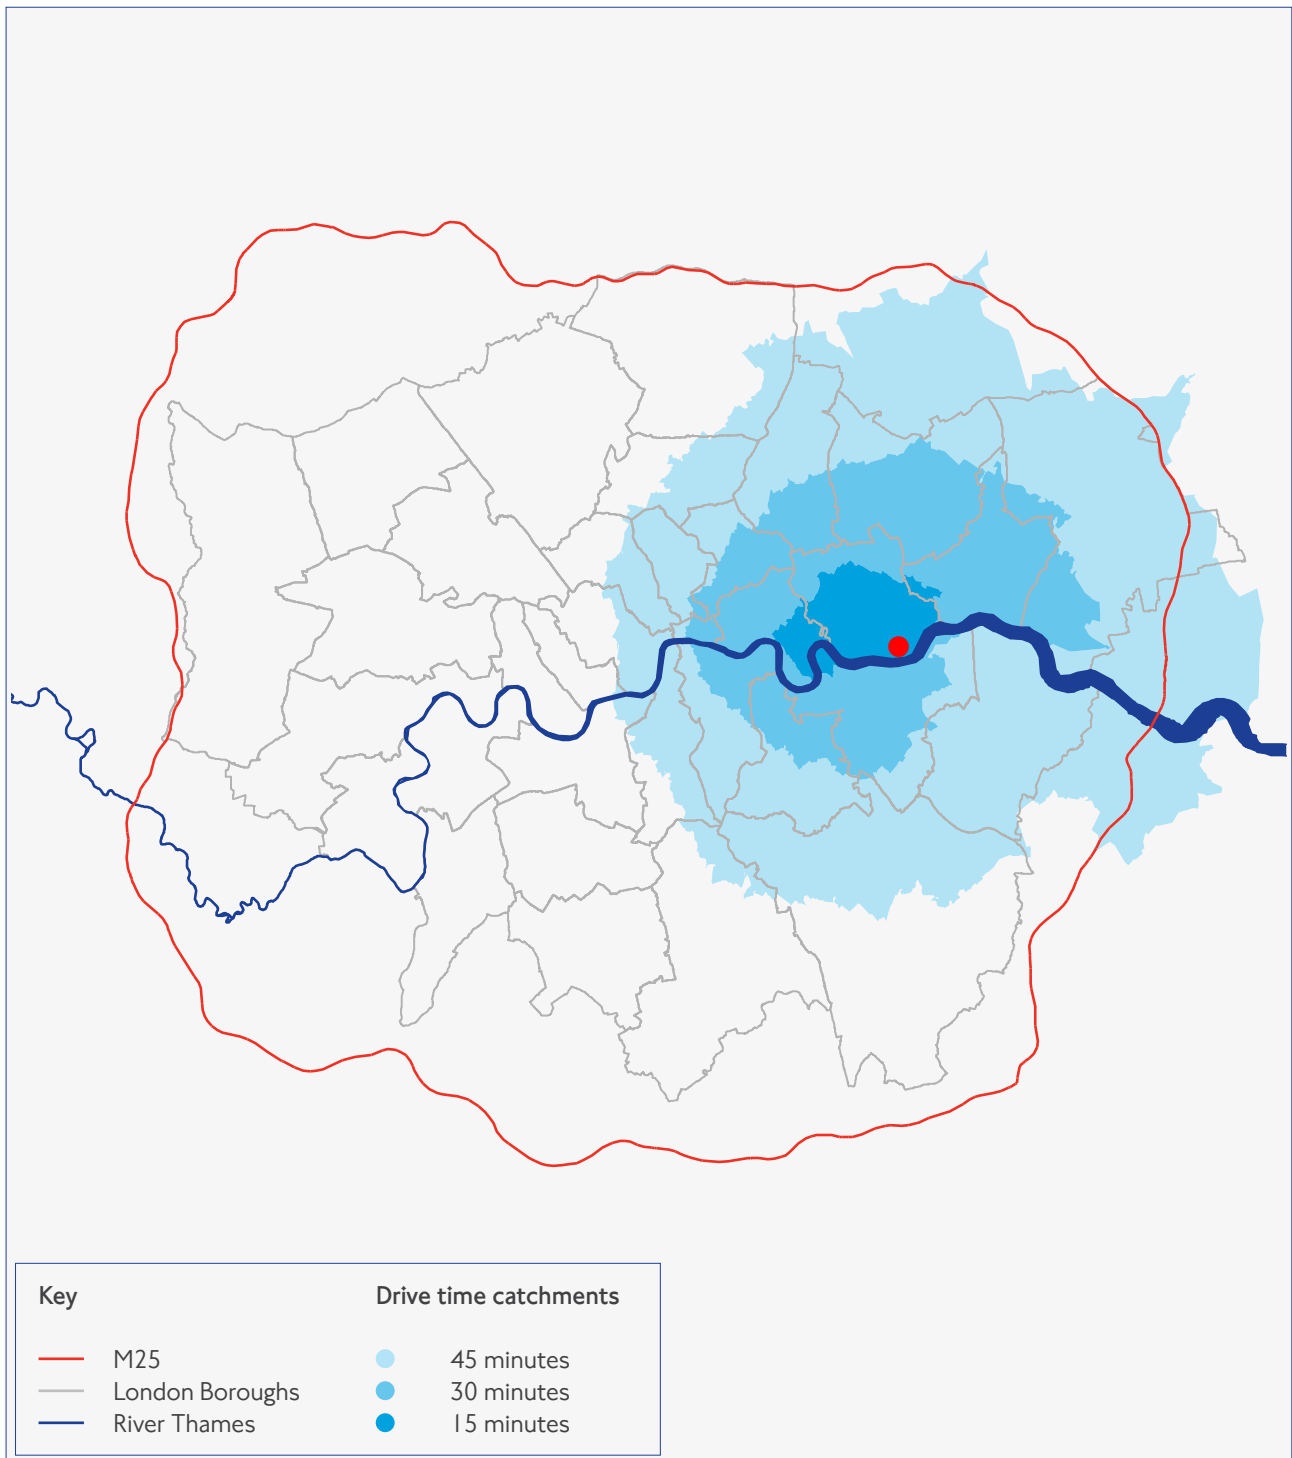 Key
Drive time catchments
M25
45 minutes
London Boroughs
30 minutes
River Thames
15 minutes